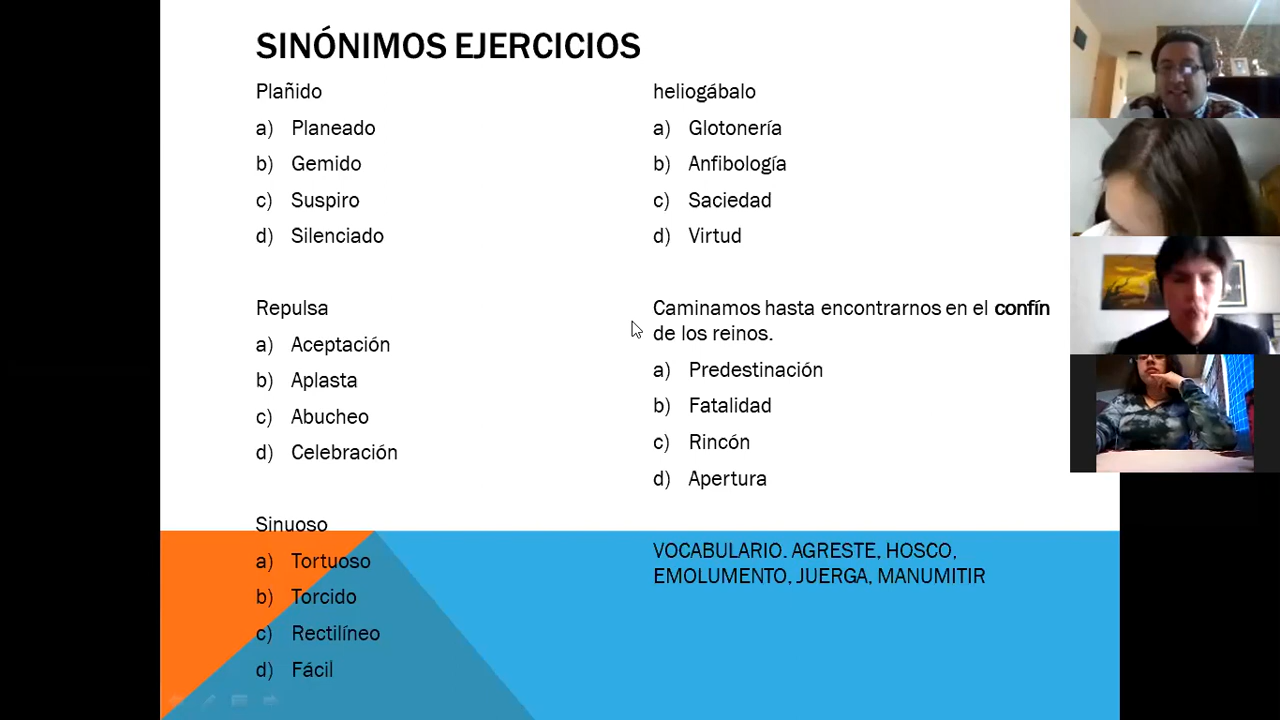 SINÓNIMOS EJERCICIOS
Plañido
a) Planeado
b) Gemido
c) Suspiro
d) Silenciado
Repulsa
a) Aceptación
b) Aplasta
c) Abucheo
d) Celebración
Sinuoso
a) Tortuoso
b) Torcido
c) Rectilíneo
d) Fácil
heliogábalo
a) Glotonería
b) Anfibología
c) Saciedad
d) Virtud
Caminamos hasta encontrarnos en el confín
de los reinos.
a) Predestinación
b) Fatalidad
c) Rincón
d) Apertura
VOCABULARIO. AGRESTE, HOSCO,
EMOLUMENTO, JUERGA, MANUMITIR